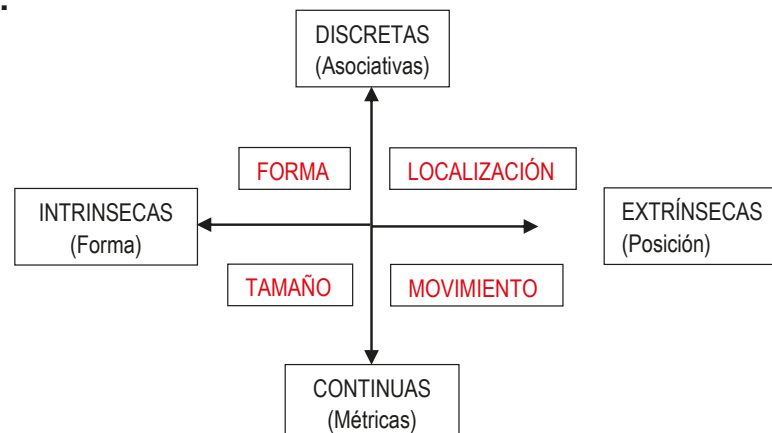 .
DISCRETAS
(Asociativas)
FORMA
LOCALIZACIÓN
INTRINSECAS
(Forma)
EXTRÍNSECAS
(Posición)
TAMAÑO
MOVIMIENTO
CONTINUAS
(Métricas)